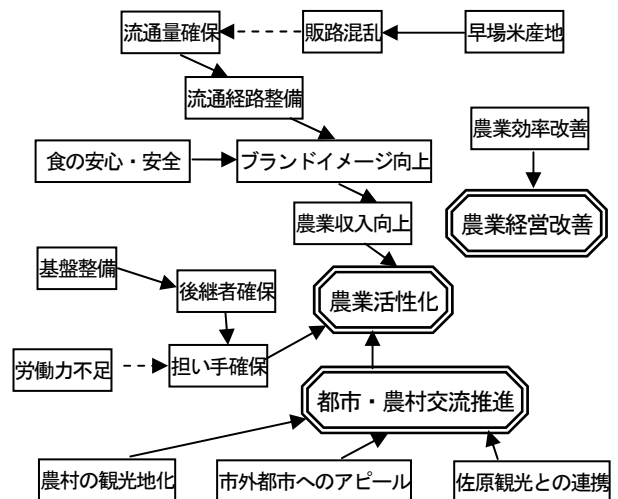 流通量確保
販路混乱
早場米産地
流通経路整備
農業効率改善
食の安心・安全
ブランドイメージ向上
農業収入向上
農業経営改善
基盤整備
後継者確保
農業活性化
労働力不足
担い手確保
都市・農村交流推進
農村の観光地化
市外都市へのアピール
佐原観光との連携